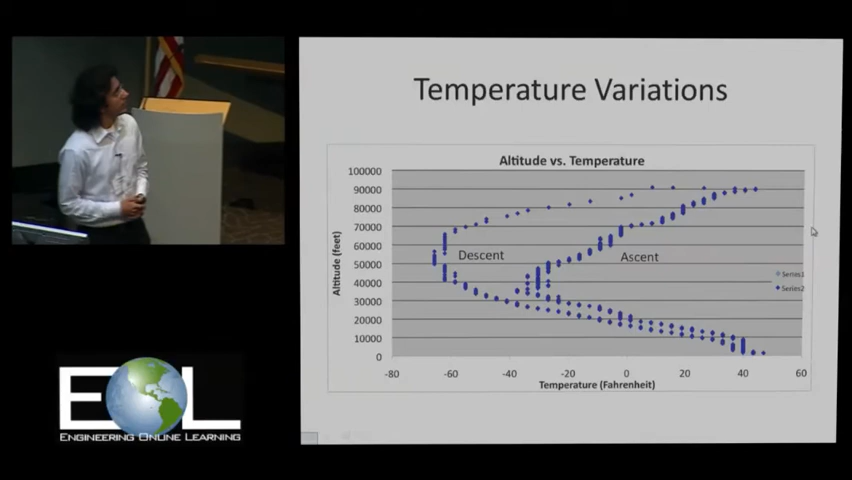 Temperature Variations
Altitude vs. Temperature
Altitude (feet)
100000
90000
80000
70000
60000
50000
40000
30000
20000
10000
0
Descent
Ascent
Series1
Series2
-80
-60
-40
-20
0
20
40
60
Temperature (Fahrenheit)
EOL
ENGINEERING ONLINE LEARNING